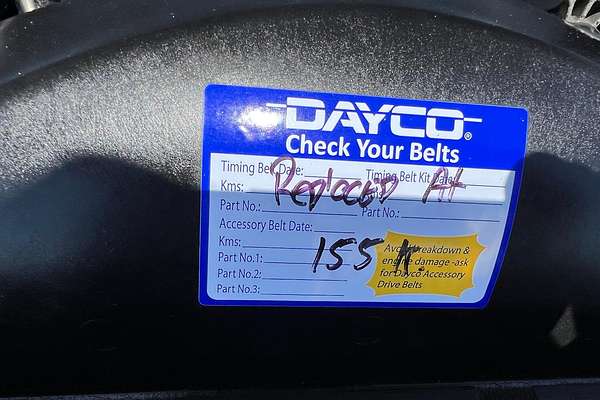 DAYCO®
Check Your Belts
Timing Belt Date: Timing Belt Kit Date:
Kms:
Replaced At
Part No.: Part No.:
Accessory Belt Date:
Kms:
155 K.
Part No.1:
Part No.2:
Part No.3:
Avoid breakdown &
engine damage -ask
for Dayco Accessory
Drive Belts